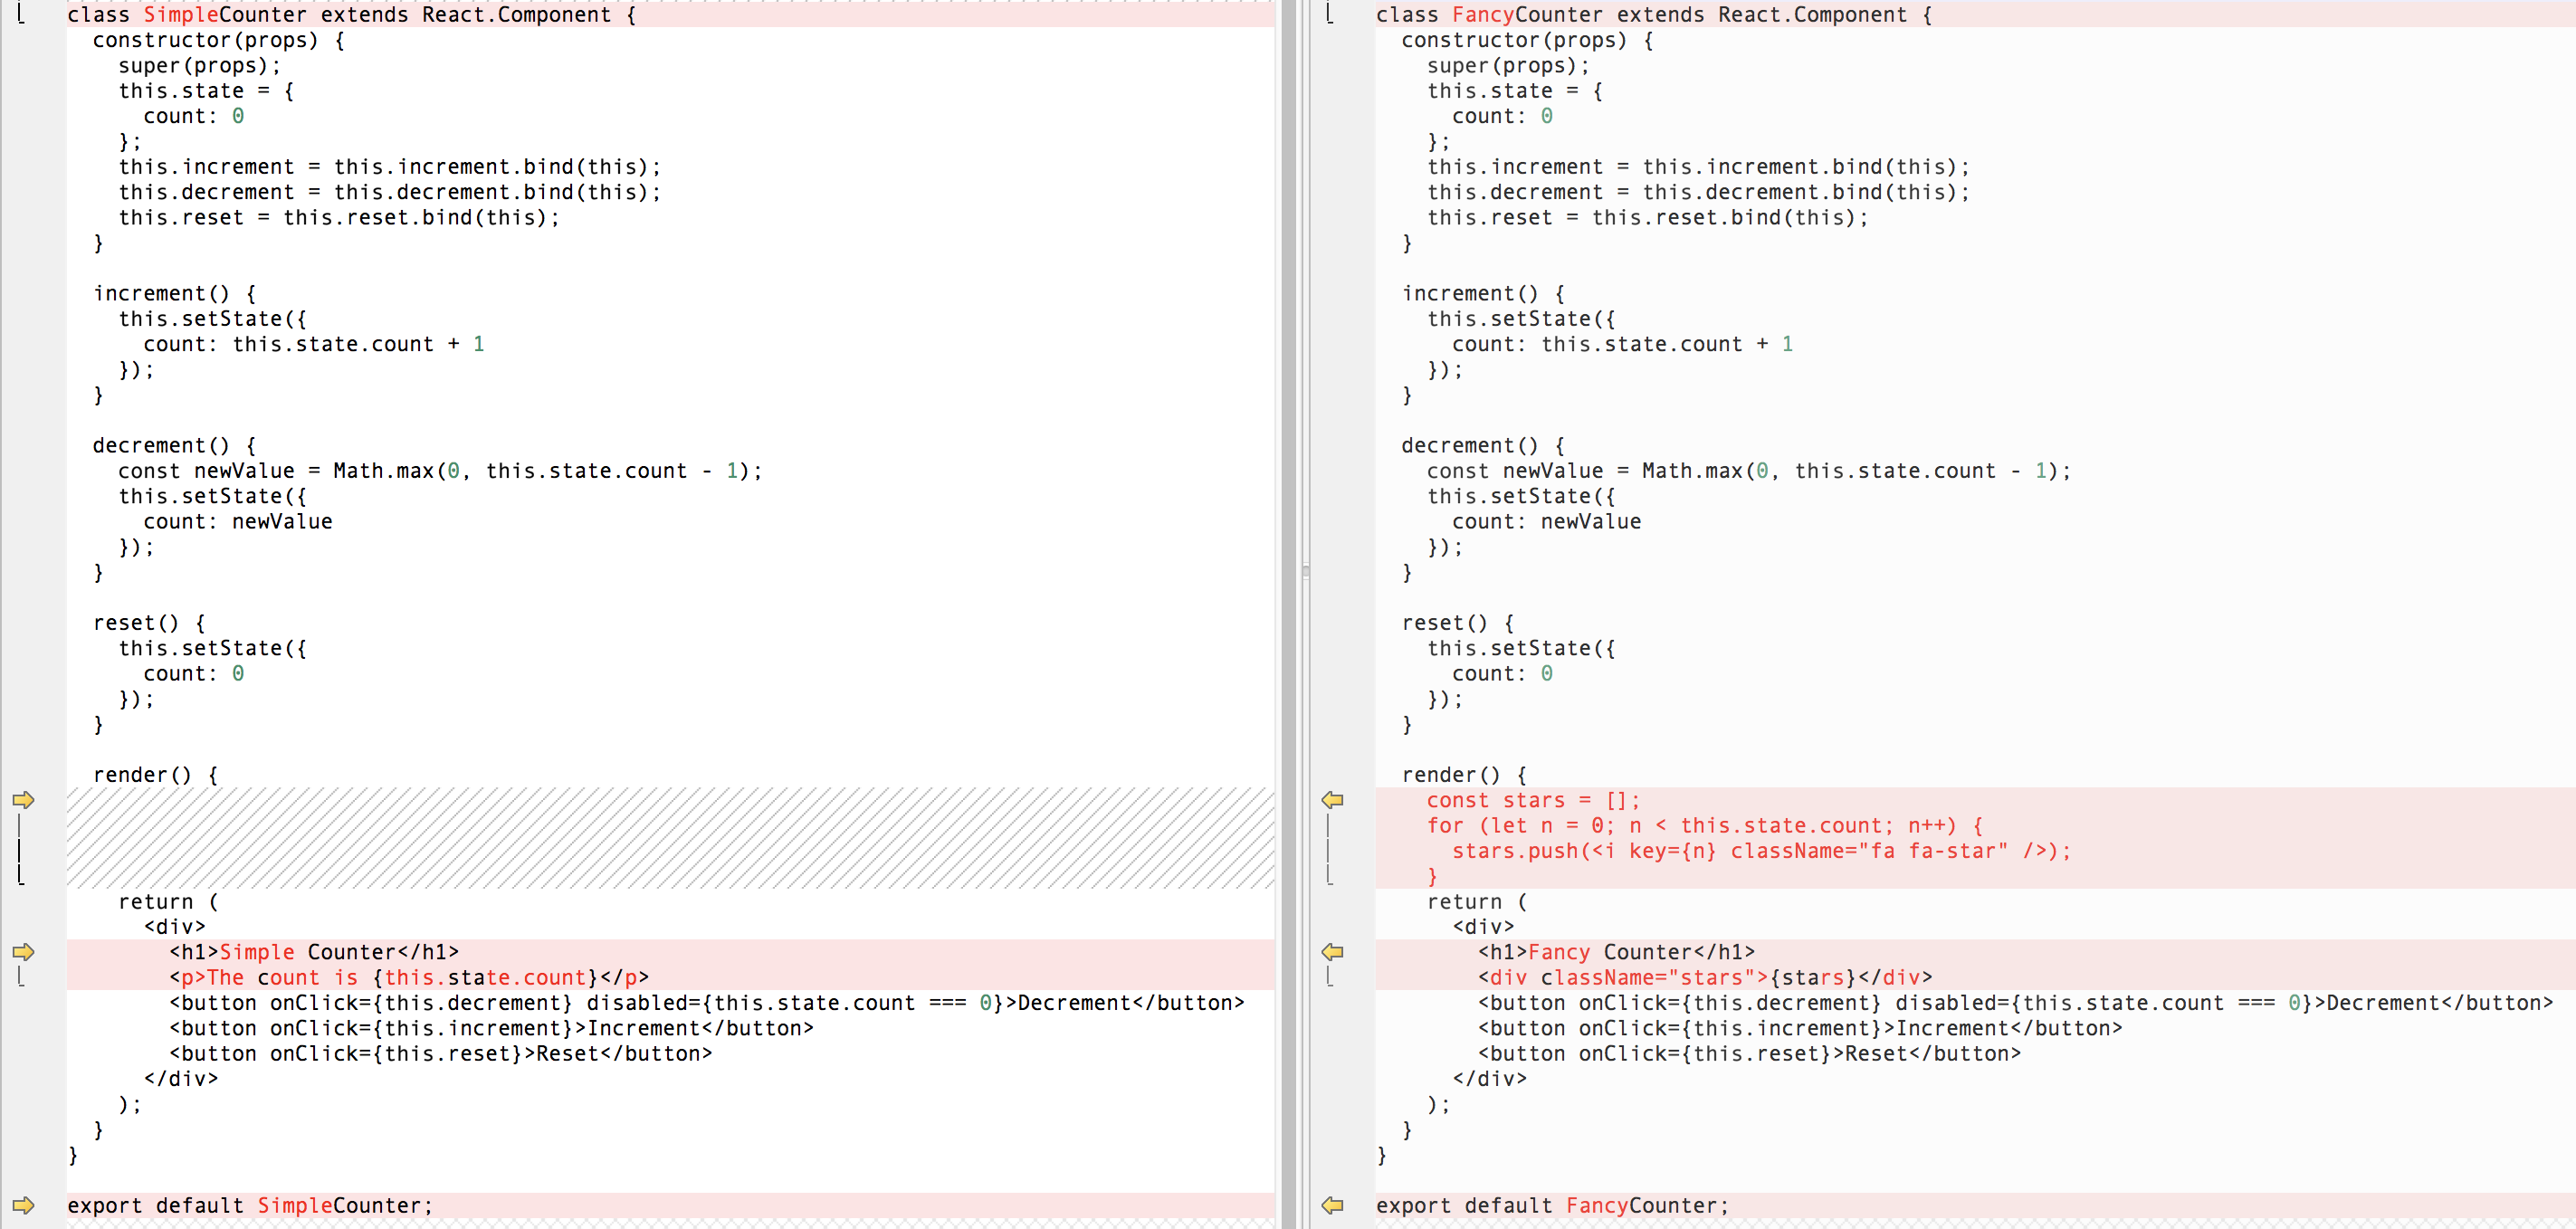 class SimpleCounter extends React.Component {
  constructor(props) {
    super(props);
    this.state = {
      count: 0
    };
    this.increment = this.increment.bind(this);
    this.decrement = this.decrement.bind(this);
    this.reset = this.reset.bind(this);
  }

  increment() {
    this.setState({
      count: this.state.count + 1
    });
  }

  decrement() {
    const newValue = Math.max(0, this.state.count - 1);
    this.setState({
      count: newValue
    });
  }

  reset() {
    this.setState({
      count: 0
    });
  }

  render() {
    return (
      <div>
        <h1>Simple Counter</h1>
        <p>The count is {this.state.count}</p>
        <button onClick={this.decrement} disabled={this.state.count === 0}>Decrement</button>
        <button onClick={this.increment}>Increment</button>
        <button onClick={this.reset}>Reset</button>
      </div>
    );
  }
}

export default SimpleCounter;
class FancyCounter extends React.Component {
  constructor(props) {
    super(props);
    this.state = {
      count: 0
    };
    this.increment = this.increment.bind(this);
    this.decrement = this.decrement.bind(this);
    this.reset = this.reset.bind(this);
  }

  increment() {
    this.setState({
      count: this.state.count + 1
    });
  }

  decrement() {
    const newValue = Math.max(0, this.state.count - 1);
    this.setState({
      count: newValue
    });
  }

  reset() {
    this.setState({
      count: 0
    });
  }

  render() {
    const stars = [];
    for (let n = 0; n < this.state.count; n++) {
      stars.push(<i key={n} className="fa fa-star" />);
    }
    return (
      <div>
        <h1>Fancy Counter</h1>
        <div className="stars">{stars}</div>
        <button onClick={this.decrement} disabled={this.state.count === 0}>Decrement</button>
        <button onClick={this.increment}>Increment</button>
        <button onClick={this.reset}>Reset</button>
      </div>
    );
  }
}

export default FancyCounter;